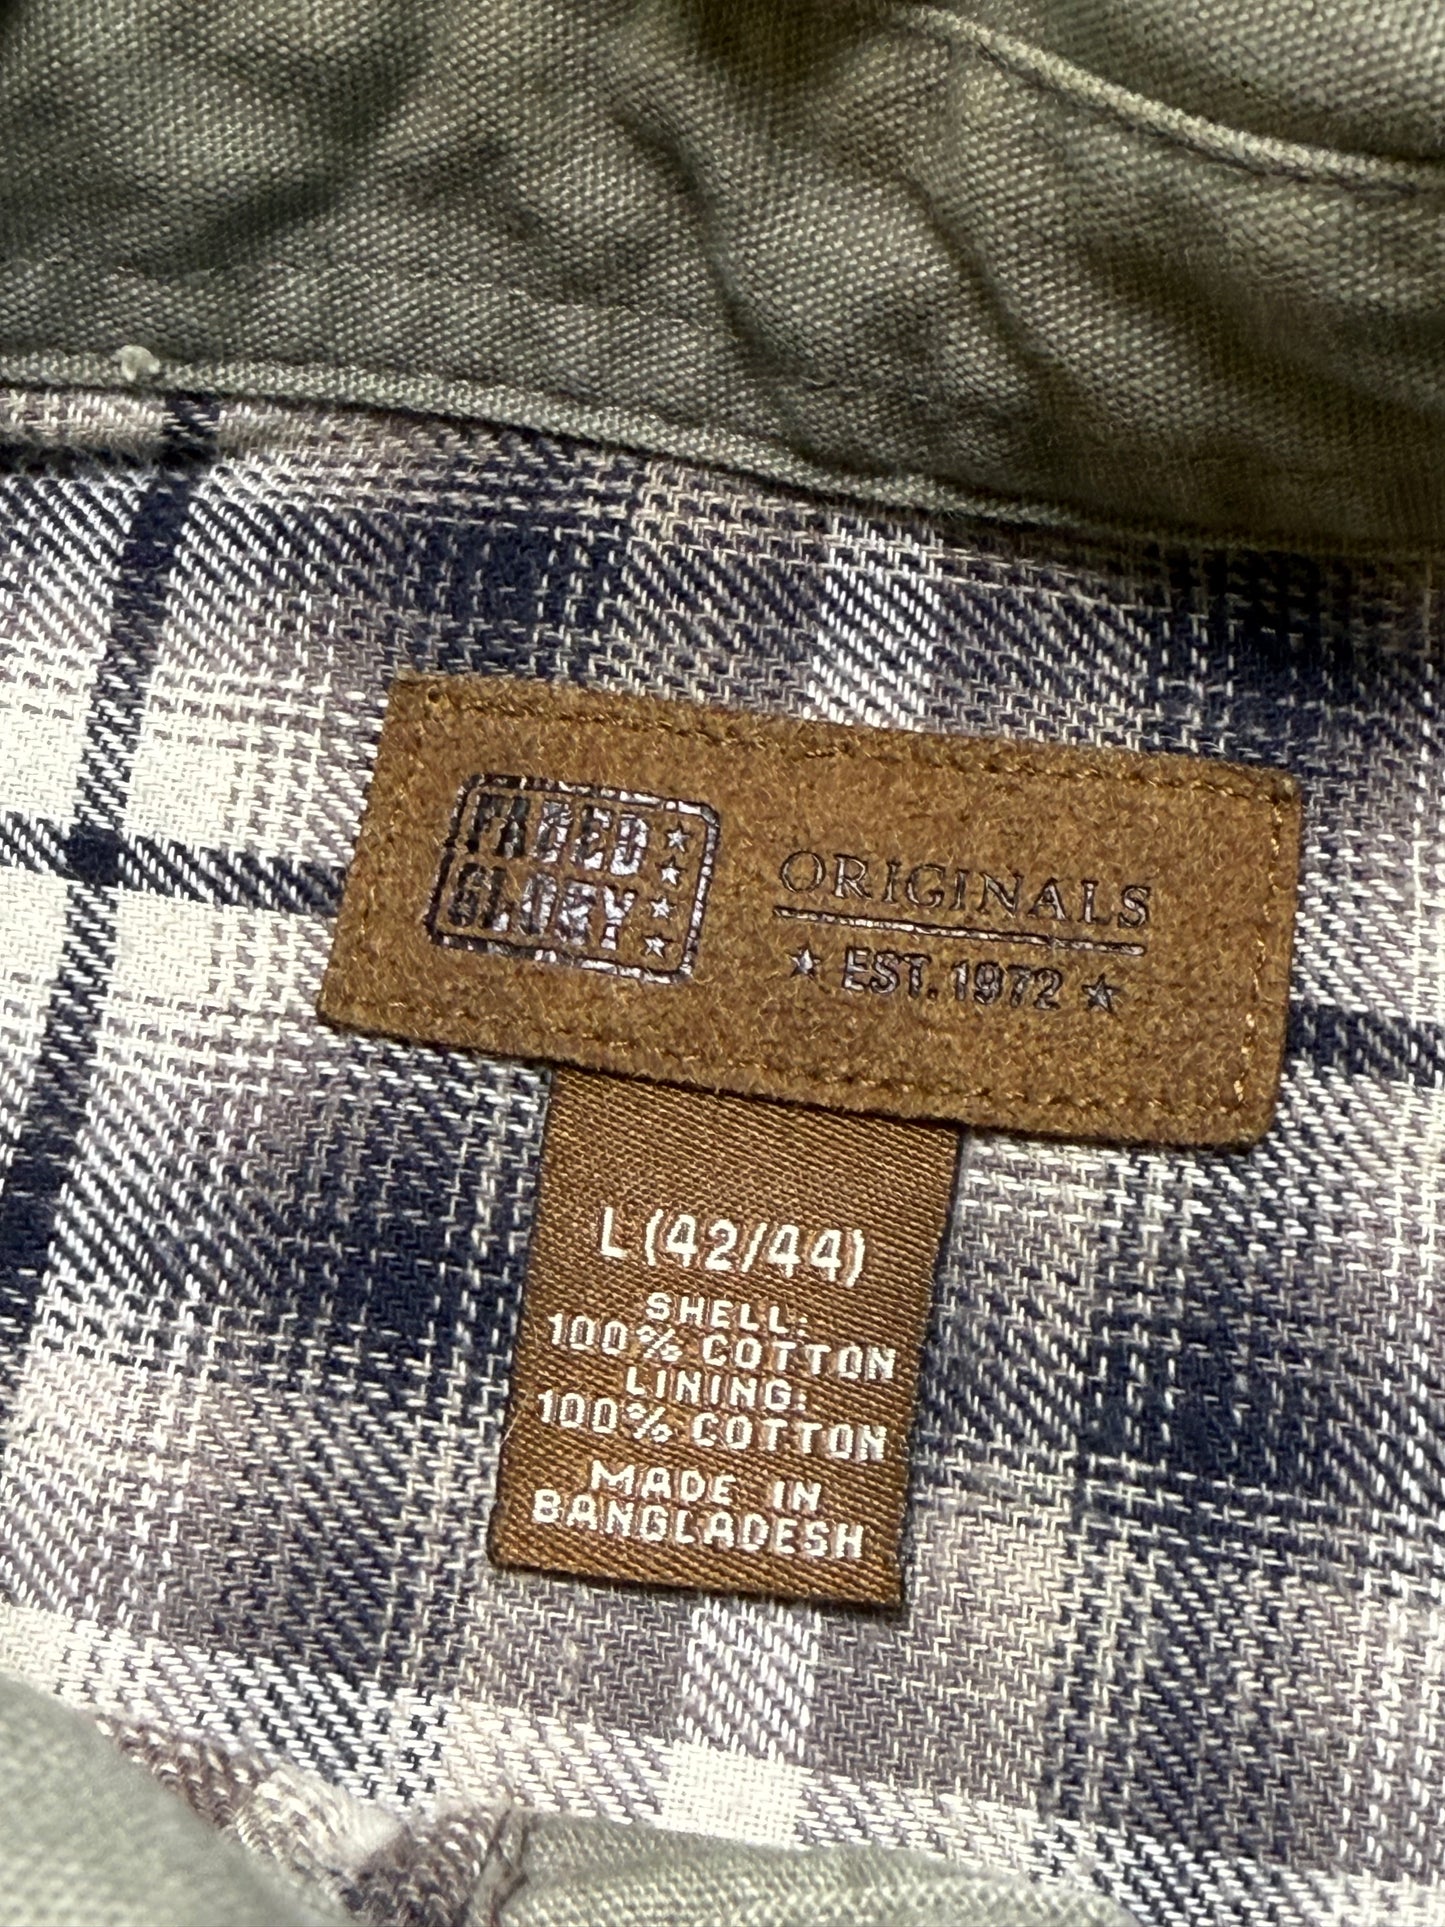 FADED
GLORY
ORIGINALS
★ EST. 1972 ★
L (42/44)
SHELL:
100% COTTON
LINING:
100% COTTON
MADE IN
BANGLADESH